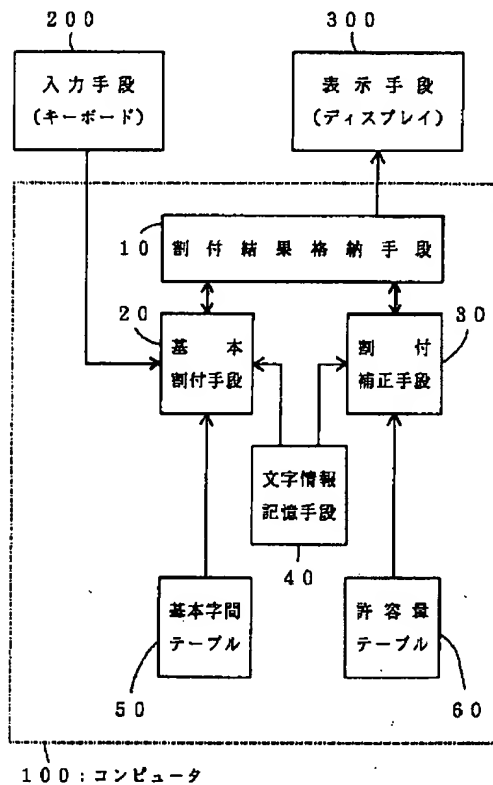 200
300
入力手段
(キーボード)
表示手段
(ディスプレイ)
10
割付結果格納手段
20
基本
割付手段
30
割付
補正手段
文字情報
記憶手段
40
基本字間
テーブル
50
許容量
テーブル
60
100:コンピュータ